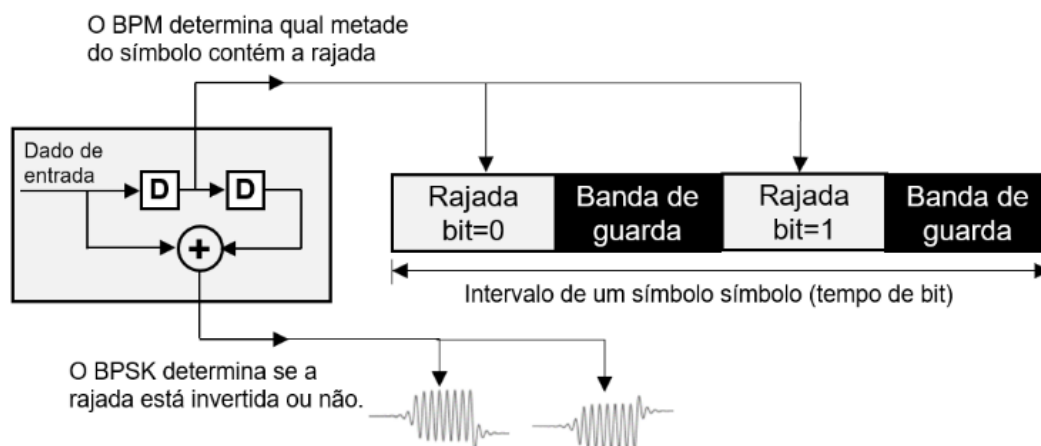 O BPM determina qual metade
do símbolo contém a rajada
Dado de
entrada
D
D
+
Rajada
bit=0
Banda de
guarda
Rajada
bit=1
Banda de
guarda
Intervalo de um símbolo símbolo (tempo de bit)
O BPSK determina se a
rajada está invertida ou não.